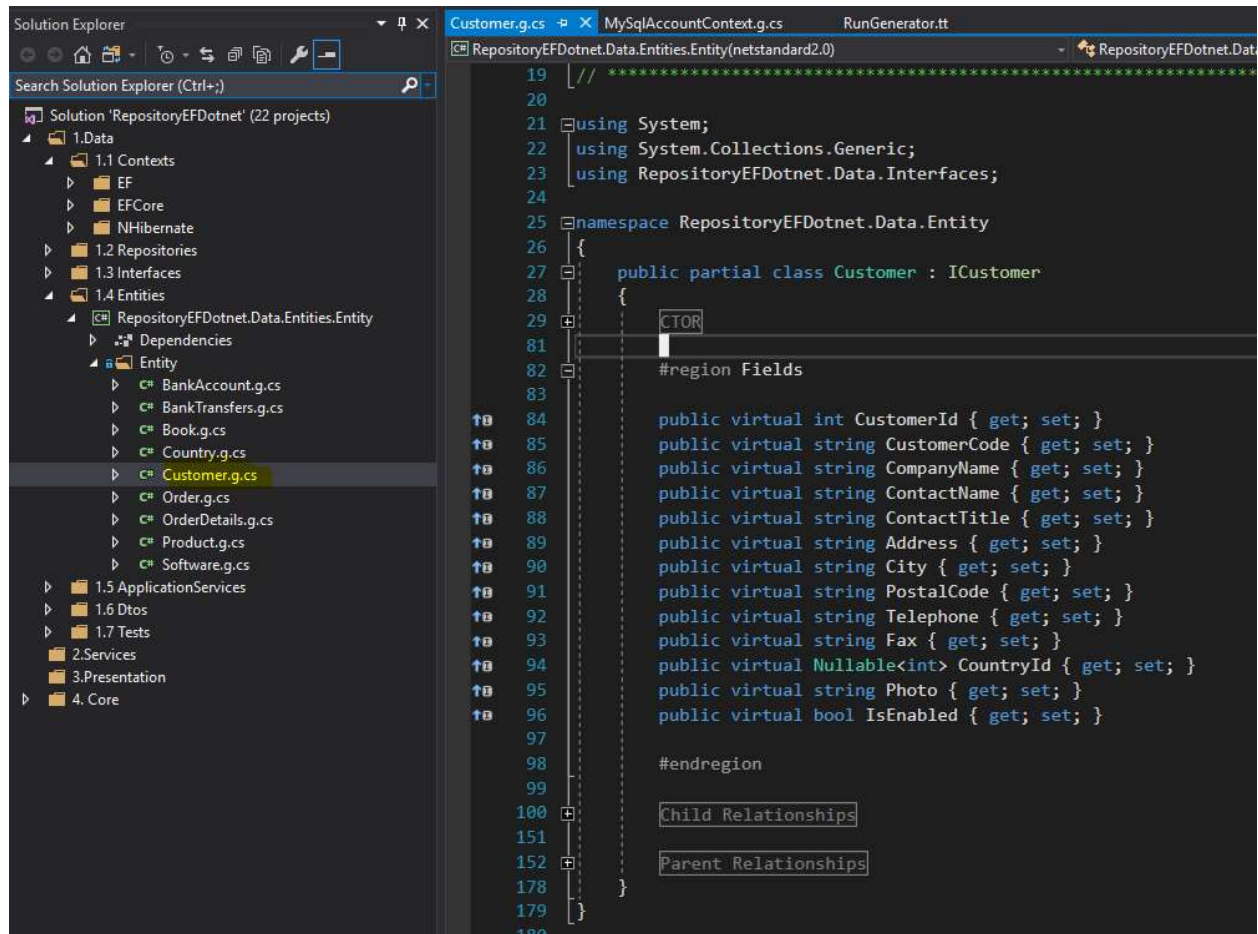 Solution Explorer
Search Solution Explorer (Ctrl+;)
Solution 'RepositoryEFDotnet' (22 projects)
1.Data
1.1 Contexts
EF
EFCore
NHibernate
1.2 Repositories
1.3 Interfaces
1.4 Entities
C# RepositoryEFDotnet.Data.Entities.Entity
Dependencies
Entity
C# BankAccount.g.cs
C# BankTransfers.g.cs
C# Book.g.cs
C# Country.g.cs
C# Customer.g.cs
C# Order.g.cs
C# OrderDetails.g.cs
C# Product.g.cs
C# Software.g.cs
1.5 ApplicationServices
1.6 Dtos
1.7 Tests
2.Services
3.Presentation
4. Core
Customer.g.cs MySqlAccountContext.g.cs RunGenerator.tt
C# RepositoryEFDotnet.Data.Entities.Entity(netstandard2.0) RepositoryEFDotnet.Data
19 // ***************************************************************
20
21 using System;
22 using System.Collections.Generic;
23 using RepositoryEFDotnet.Data.Interfaces;
24
25 namespace RepositoryEFDotnet.Data.Entity
26 {
27 public partial class Customer : ICustomer
28 {
29 CTOR
81
82 #region Fields
83
84 public virtual int CustomerId { get; set; }
85 public virtual string CustomerCode { get; set; }
86 public virtual string CompanyName { get; set; }
87 public virtual string ContactName { get; set; }
88 public virtual string ContactTitle { get; set; }
89 public virtual string Address { get; set; }
90 public virtual string City { get; set; }
91 public virtual string PostalCode { get; set; }
92 public virtual string Telephone { get; set; }
93 public virtual string Fax { get; set; }
94 public virtual Nullable<int> CountryId { get; set; }
95 public virtual string Photo { get; set; }
96 public virtual bool IsEnabled { get; set; }
97
98 #endregion
99
100 Child Relationships
151
152 Parent Relationships
178 }
179 }
180